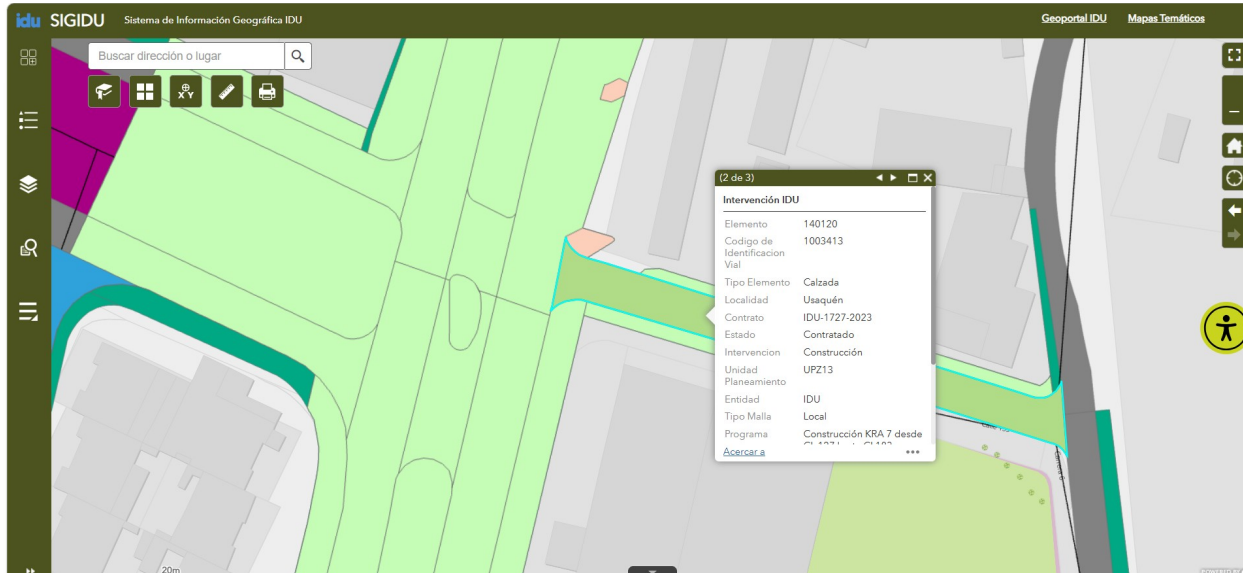 idu SIGIDU Sistema de Información Geográfica IDU Geoportal IDU Mapas Temáticos
Buscar dirección o lugar
X Y
(2 de 3)
Intervención IDU
Elemento 140120
Codigo de Identificacion Vial 1003413
Tipo Elemento Calzada
Localidad Usaquén
Contrato IDU-1727-2023
Estado Contratado
Intervencion Construcción
Unidad Planeamiento UPZ13
Entidad IDU
Tipo Malla Local
Programa Construcción KRA 7 desde
Acercar a
Carrera 6
20m